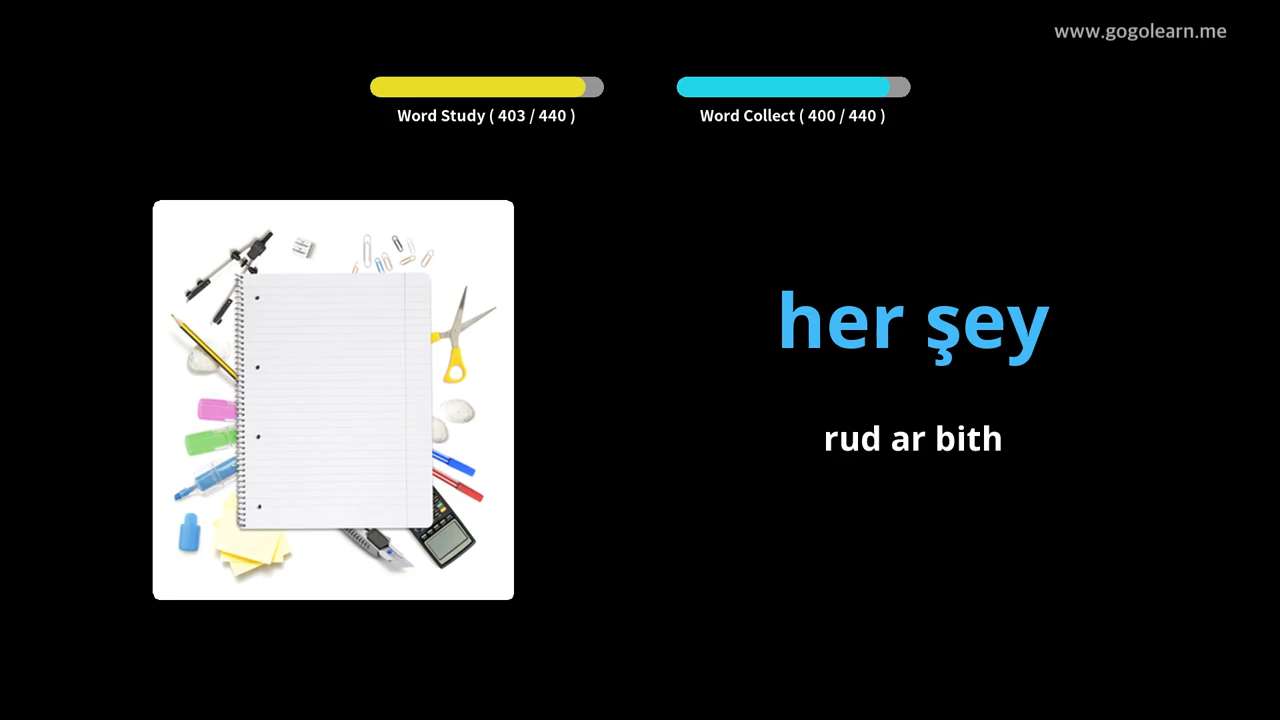 www.gogolearn.me
Word Study ( 403 / 440 )
Word Collect ( 400 / 440 )
her şey
rud ar bith